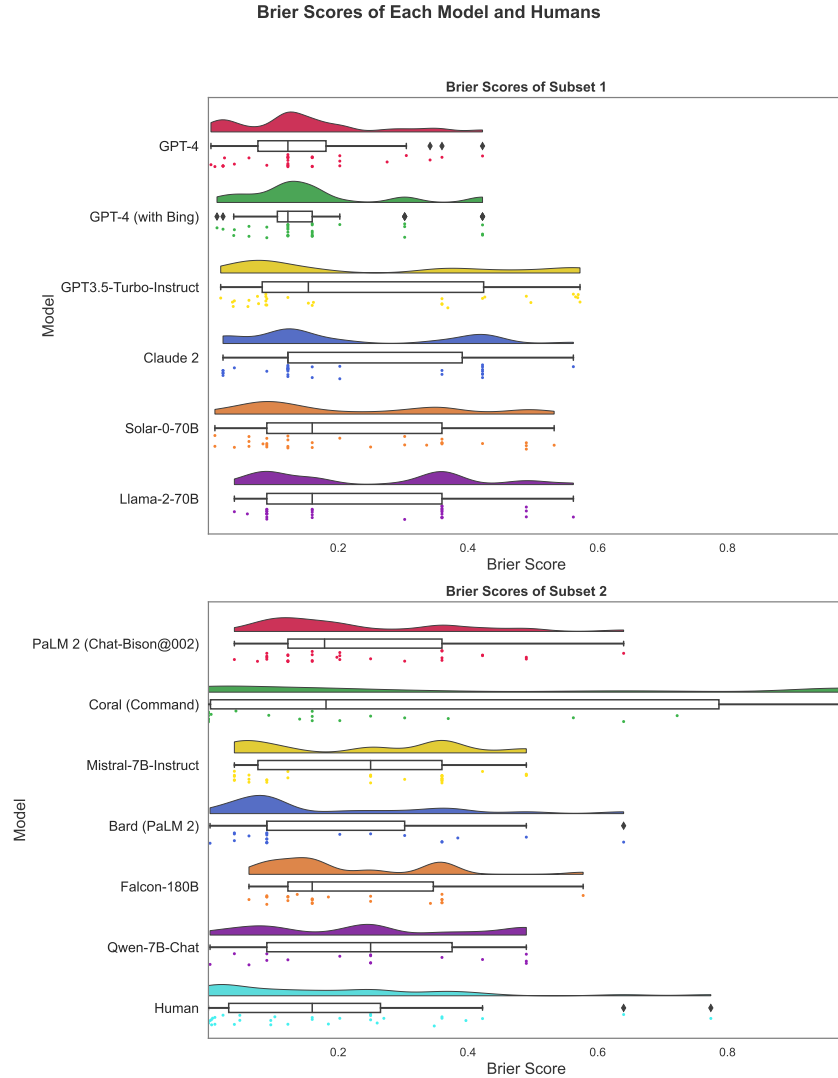 Brier Scores of Each Model and Humans
Brier Scores of Subset 1
GPT-4
GPT-4 (with Bing)
GPT3.5-Turbo-Instruct
Claude 2
Solar-0-70B
Llama-2-70B
Model
0.2 0.4 0.6 0.8
Brier Score
Brier Scores of Subset 2
PaLM 2 (Chat-Bison@002)
Coral (Command)
Mistral-7B-Instruct
Bard (PaLM 2)
Falcon-180B
Qwen-7B-Chat
Human
Model
0.2 0.4 0.6 0.8
Brier Score